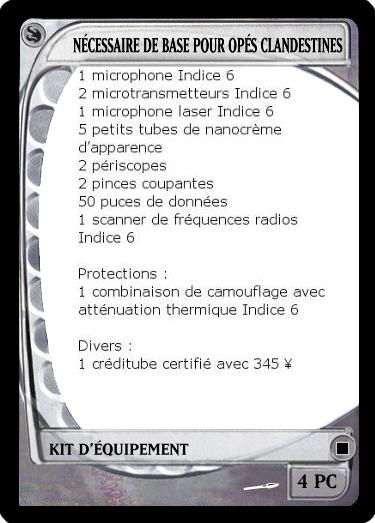 NÉCESSAIRE DE BASE POUR OPÉS CLANDESTINES
1 microphone Indice 6
2 microtransmetteurs Indice 6
1 microphone laser Indice 6
5 petits tubes de nanocrème
d'apparence
2 périscopes
2 pinces coupantes
50 puces de données
1 scanner de fréquences radios
Indice 6
Protections :
1 combinaison de camouflage avec
atténuation thermique Indice 6
Divers :
1 créditube certifié avec 345 ¥
KIT D'ÉQUIPEMENT
4 PC